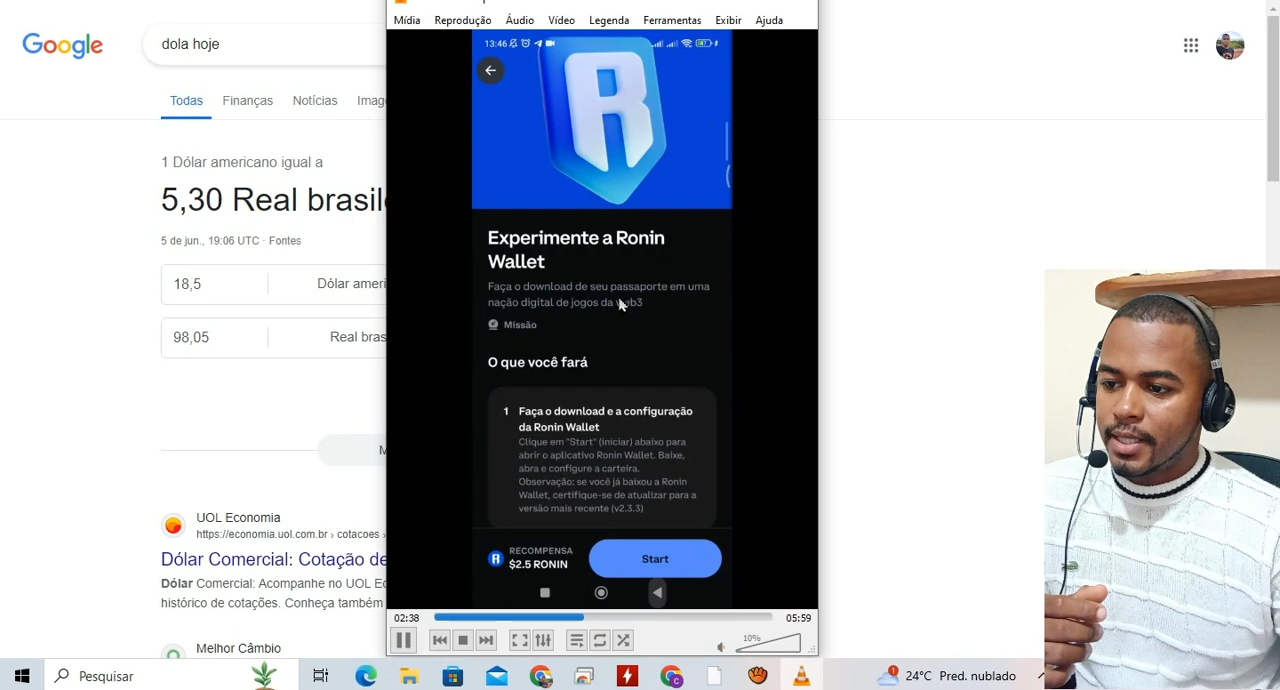 Google
dola hoje
Todas
Finanças
Notícias
1 Dólar americano igual a
5,30 Real
5 de jun., 19:06 UTC · Fontes
18,5
Dólar
98,05
Real
UOL Economia
https://economia.uol.com.br › cotacoes ›
Dólar Comercial: Cotação
Dólar Comercial: Acompanhe no UOL
histórico de cotações. Conheça também
Melhor Câmbio
Mídia
Reprodução
Áudio
Vídeo
Legenda
Ferramentas
Exibir
Ajuda
13:46
Experimente a Ronin
Wallet
Faça o download de seu passaporte em uma
nação digital de jogos da web3
Missão
O que você fará
1 Faça o download e a configuração
da Ronin Wallet
Clique em "Start" (iniciar) abaixo para
abrir o aplicativo Ronin Wallet. Baixe,
abra e configure a carteira.
Observação: se você já baixou a Ronin
Wallet, certifique-se de atualizar para a
versão mais recente (v2.3.3)
RECOMPENSA
$2.5 RONIN
Start
02:38
05:59
10%
Pesquisar
1
24°C Pred. nublado